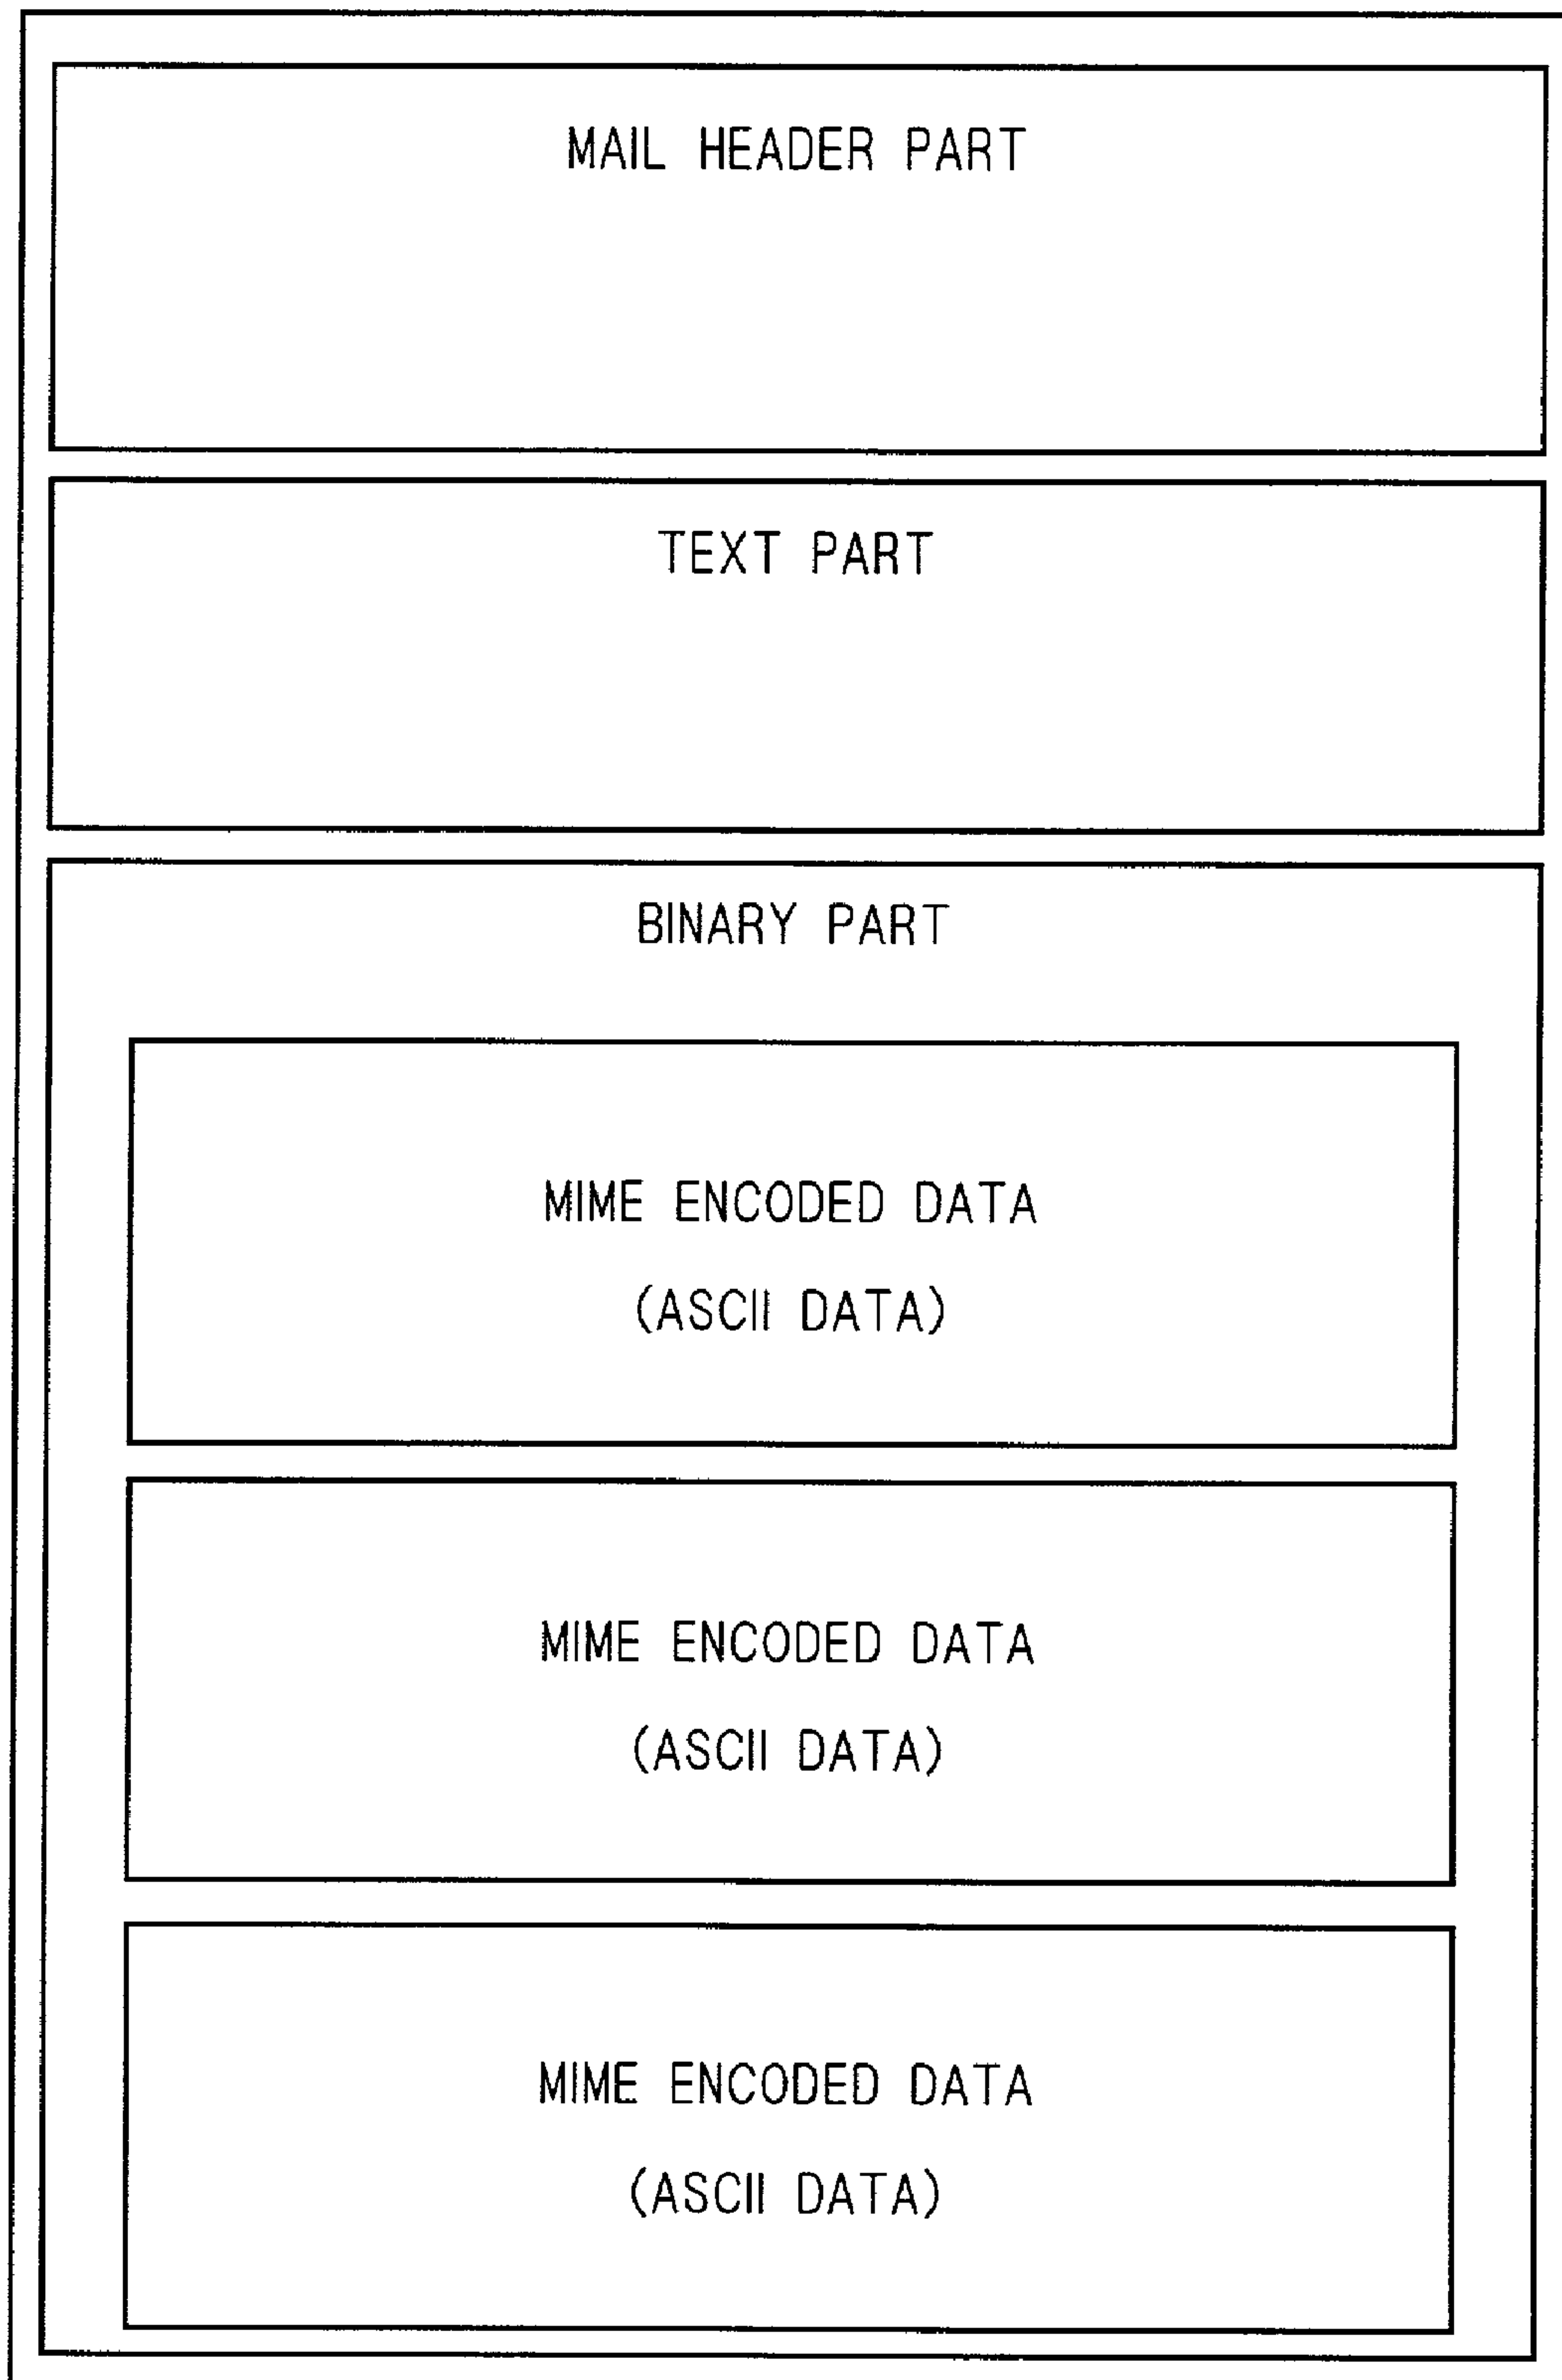 MAIL HEADER PART
TEXT PART
BINARY PART
MIME ENCODED DATA
(ASCII DATA)
MIME ENCODED DATA
(ASCII DATA)
MIME ENCODED DATA
(ASCII DATA)